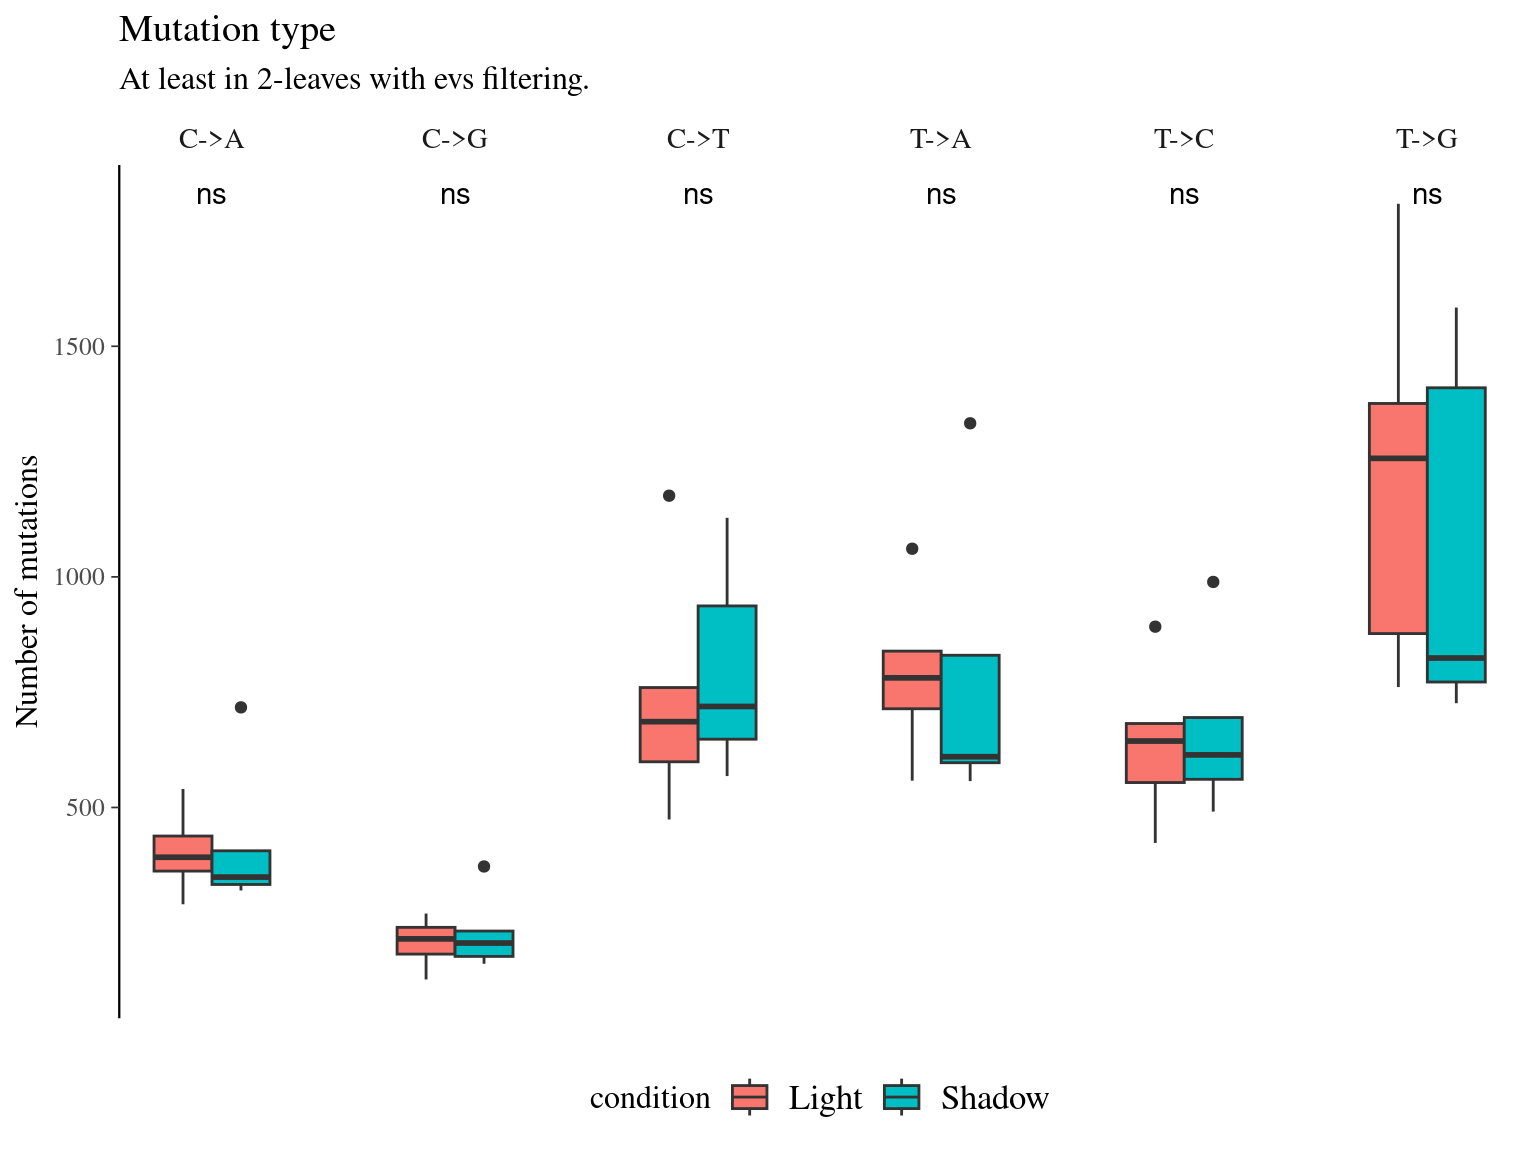 Mutation type
At least in 2-leaves with evs filtering.
C->A C->G C->T T->A T->C T->G
ns ns ns ns ns ns
1500
1000
500
Number of mutations
condition Light Shadow